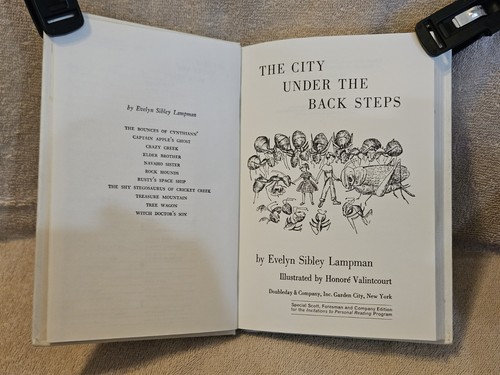 by Evelyn Sibley Lampman
THE BOUNCES OF CYNTHIANN'
CAPTAIN APPLE'S GHOST
CRAZY CREEK
ELDER BROTHER
NAVAHO SISTER
ROCK HOUNDS
RUSTY'S SPACE SHIP
THE SHY STEGOSAURUS OF CRICKET CREEK
TREASURE MOUNTAIN
TREE WAGON
WITCH DOCTOR'S SON
THE CITY
UNDER THE
BACK STEPS
by Evelyn Sibley Lampman
Illustrated by Honoré Valintcourt
Doubleday & Company, Inc. Garden City, New York
Special Scott, Foresman and Company Edition
for the Invitations to Personal Reading Program